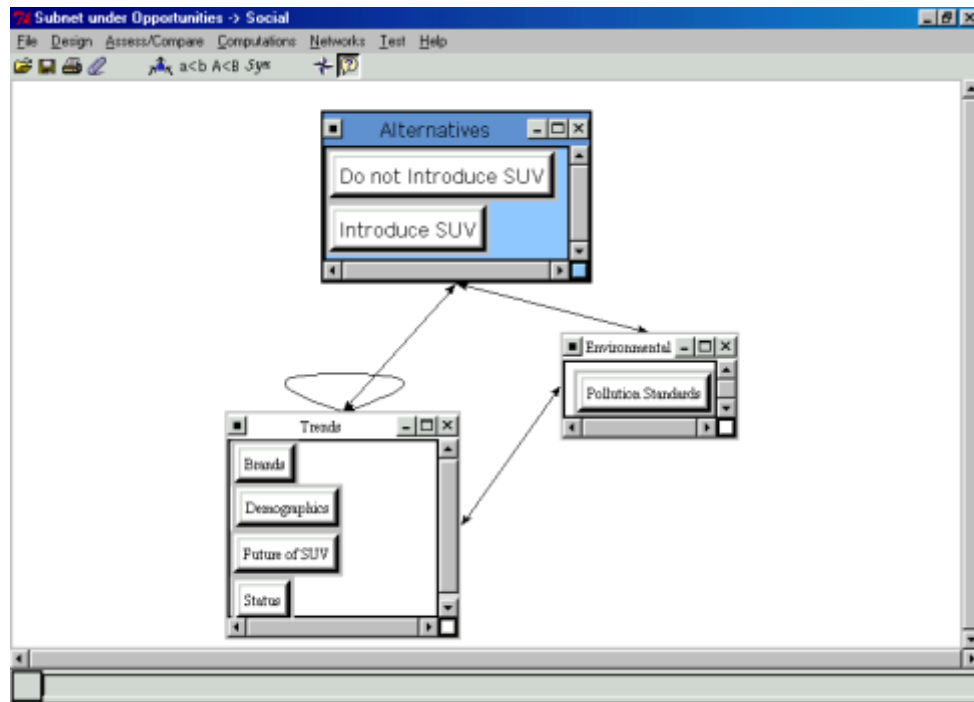 Subnet under Opportunities -> Social
File Design Assess/Compare Computations Networks Test Help
a<b A<B Sym
Alternatives
Do not Introduce SUV
Introduce SUV
Environmental
Pollution Standards
Trends
Brands
Demographics
Future of SUV
Status